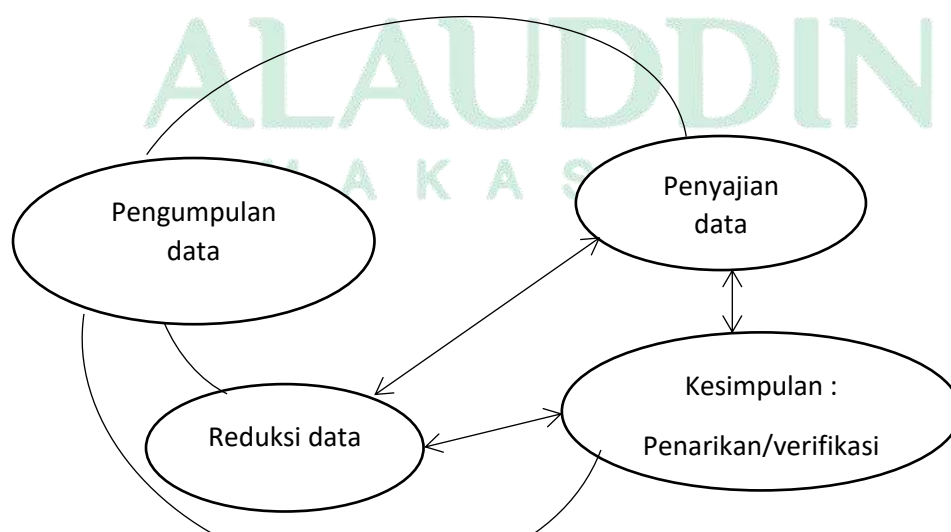 ALAUDDIN
Pengumpulan
data
Penyajian
data
Reduksi data
Kesimpulan :
Penarikan/verifikasi